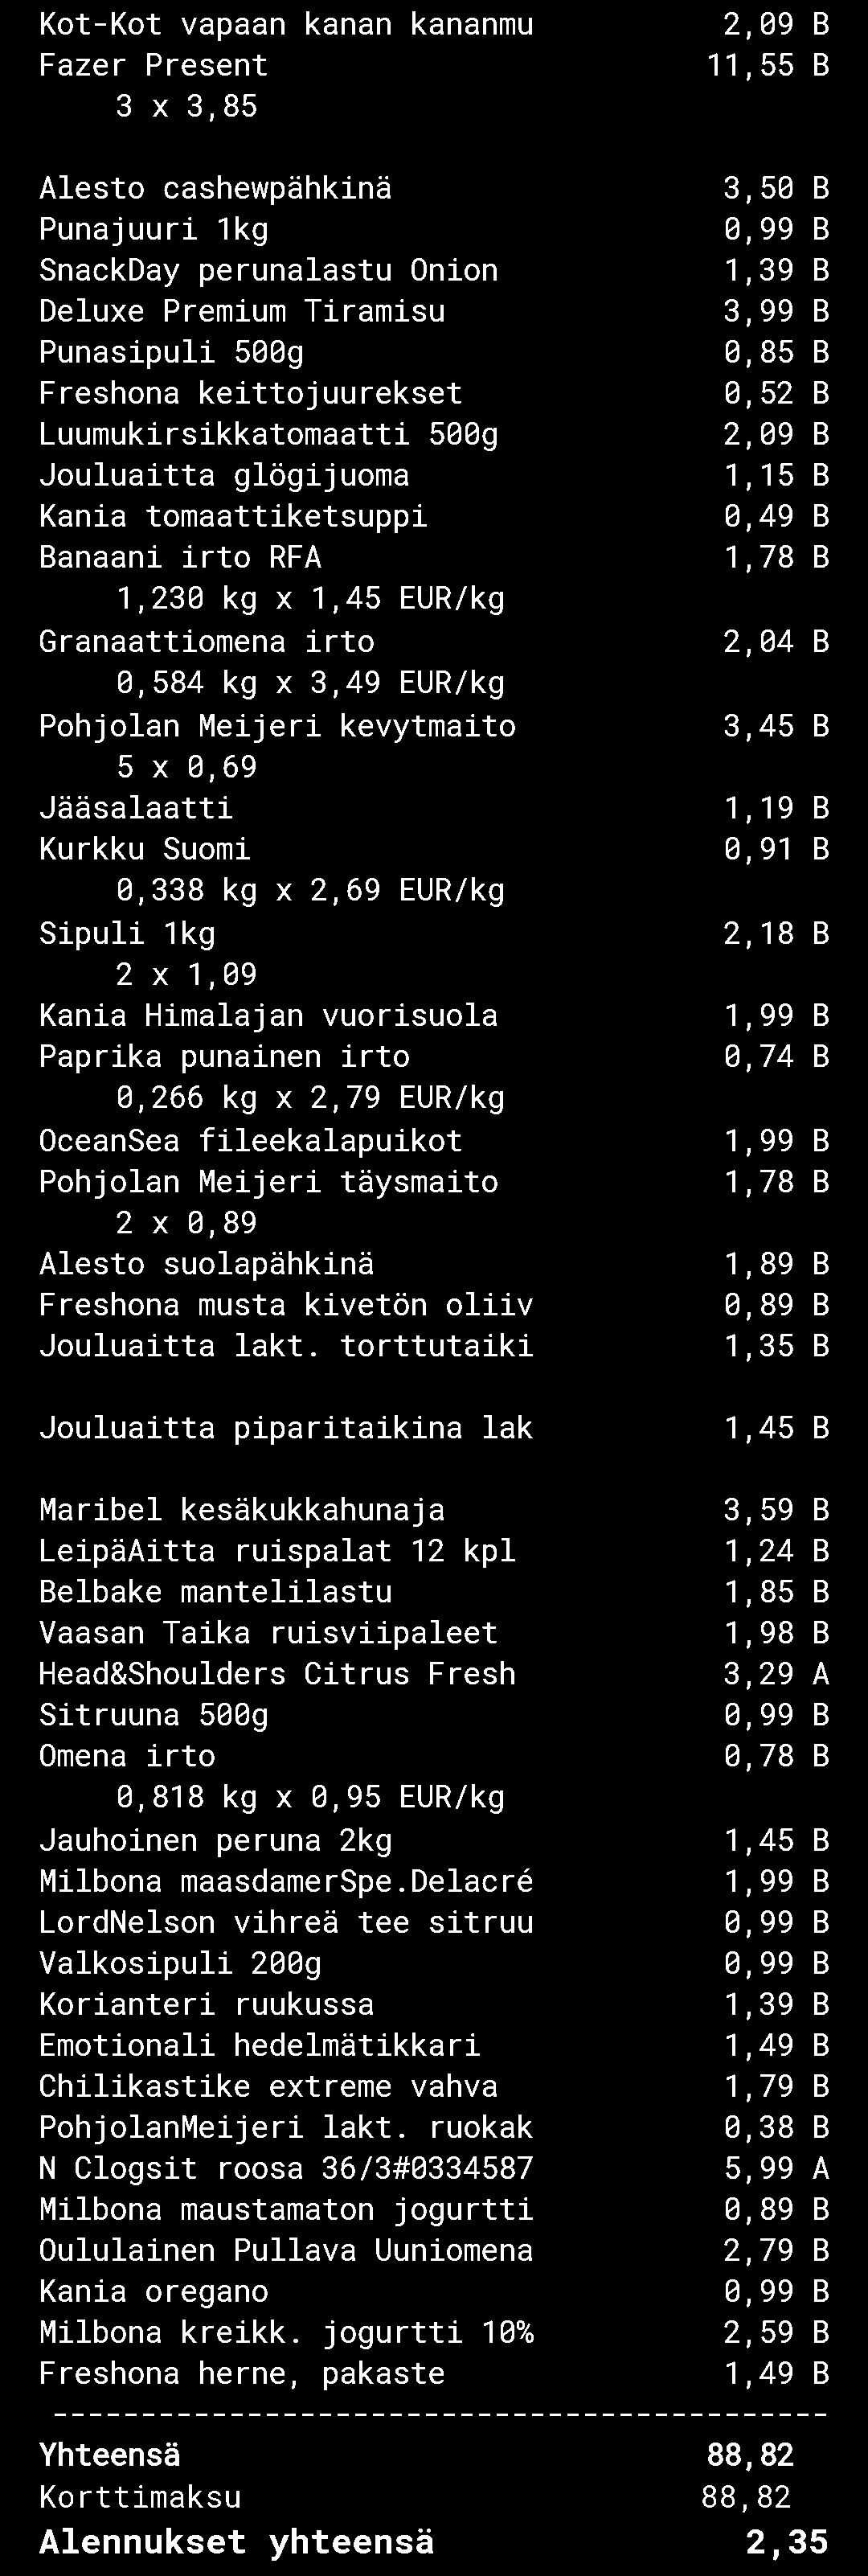 Kot-Kot vapaan kanan kananmu 2,09 B
Fazer Present 11,55 B
3 x 3,85
Alesto cashewpähkinä 3,50 B
Punajuuri 1kg 0,99 B
SnackDay perunalastu Onion 1,39 B
Deluxe Premium Tiramisu 3,99 B
Punasipuli 500g 0,85 B
Freshona keittojuurekset 0,52 B
Luumukirsikkatomaatti 500g 2,09 B
Jouluaitta glögijuoma 1,15 B
Kania tomaattiketsuppi 0,49 B
Banaani irto RFA 1,78 B
1,230 kg x 1,45 EUR/kg
Granaattiomena irto 2,04 B
0,584 kg x 3,49 EUR/kg
Pohjolan Meijeri kevytmaito 3,45 B
5 x 0,69
Jääsalaatti 1,19 B
Kurkku Suomi 0,91 B
0,338 kg x 2,69 EUR/kg
Sipuli 1kg 2,18 B
2 x 1,09
Kania Himalajan vuorisuola 1,99 B
Paprika punainen irto 0,74 B
0,266 kg x 2,79 EUR/kg
OceanSea fileekalapuikot 1,99 B
Pohjolan Meijeri täysmaito 1,78 B
2 x 0,89
Alesto suolapähkinä 1,89 B
Freshona musta kivetön oliiv 0,89 B
Jouluaitta lakt. torttutaiki 1,35 B
Jouluaitta piparitaikina lak 1,45 B
Maribel kesäkukkahunaja 3,59 B
LeipäAitta ruispalat 12 kpl 1,24 B
Belbake mantelilastu 1,85 B
Vaasan Taika ruisviipaleet 1,98 B
Head&Shoulders Citrus Fresh 3,29 A
Sitruuna 500g 0,99 B
Omena irto 0,78 B
0,818 kg x 0,95 EUR/kg
Jauhoinen peruna 2kg 1,45 B
Milbona maasdamerSpe.Delacré 1,99 B
LordNelson vihreä tee sitruu 0,99 B
Valkosipuli 200g 0,99 B
Korianteri ruukussa 1,39 B
Emotionali hedelmätikkari 1,49 B
Chilikastike extreme vahva 1,79 B
PohjolanMeijeri lakt. ruokak 0,38 B
N Clogsit roosa 36/3#0334587 5,99 A
Milbona maustamaton jogurtti 0,89 B
Oululainen Pullava Uuniomena 2,79 B
Kania oregano 0,99 B
Milbona kreikk. jogurtti 10% 2,59 B
Freshona herne, pakaste 1,49 B
--------------------------------------------
Yhteensä 88,82
Korttimaksu 88,82
Alennukset yhteensä 2,35